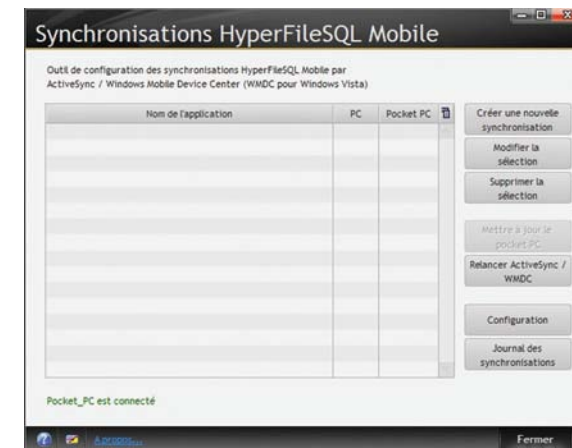 Synchronisations HyperFileSQL Mobile
Outil de configuration des synchronisations HyperFileSQL Mobile par
ActiveSync / Windows Mobile Device Center (WMDC pour Windows Vista)
Nom de l'application PC Pocket PC
Créer une nouvelle
synchronisation
Modifier la
sélection
Supprimer la
sélection
Mettre à jour le
pocket PC
Relancer ActiveSync /
WMDC
Configuration
Journal des
synchronisations
Pocket_PC est connecté
A propos...
Fermer